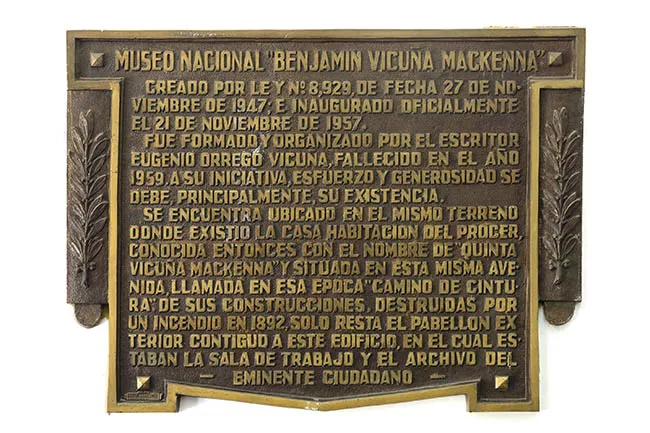 MUSEO NACIONAL "BENJAMIN VICUÑA MACKENNA"
CREADO POR LEY Nº 8,929, DE FECHA 27 DE NO-
VIEMBRE DE 1947; E INAUGURADO OFICIALMENTE
EL 21 DE NOVIEMBRE DE 1957.
FUE FORMADO Y ORGANIZADO POR EL ESCRITOR
EUGENIO ORREGO VICUÑA, FALLECIDO EN EL AÑO
1959. A SU INICIATIVA, ESFUERZO Y GENEROSIDAD SE
DEBE, PRINCIPALMENTE, SU EXISTENCIA.
SE ENCUENTRA UBICADO EN EL MISMO TERRENO
DONDE EXISTIO LA CASA HABITACION DEL PROCER,
CONOCIDA ENTONCES CON EL NOMBRE DE "QUINTA
VICUÑA MACKENNA" Y SITUADA EN ESTA MISMA AVE-
NIDA, LLAMADA EN ESA EPOCA "CAMINO DE CINTU-
RA". DE SUS CONSTRUCCIONES, DESTRUIDAS POR
UN INCENDIO EN 1892, SOLO RESTA EL PABELLON EX
TERIOR CONTIGUO A ESTE EDIFICIO, EN EL CUAL ES-
TABAN LA SALA DE TRABAJO Y EL ARCHIVO DEL
EMINENTE CIUDADANO